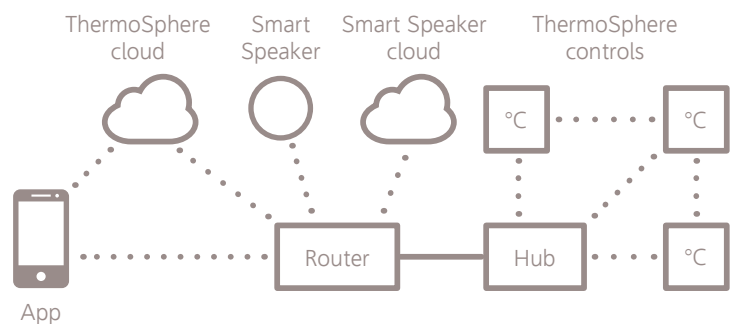 ThermoSphere
cloud
Smart
Speaker
Smart Speaker
cloud
ThermoSphere
controls
°C
°C
Router
Hub
°C
App